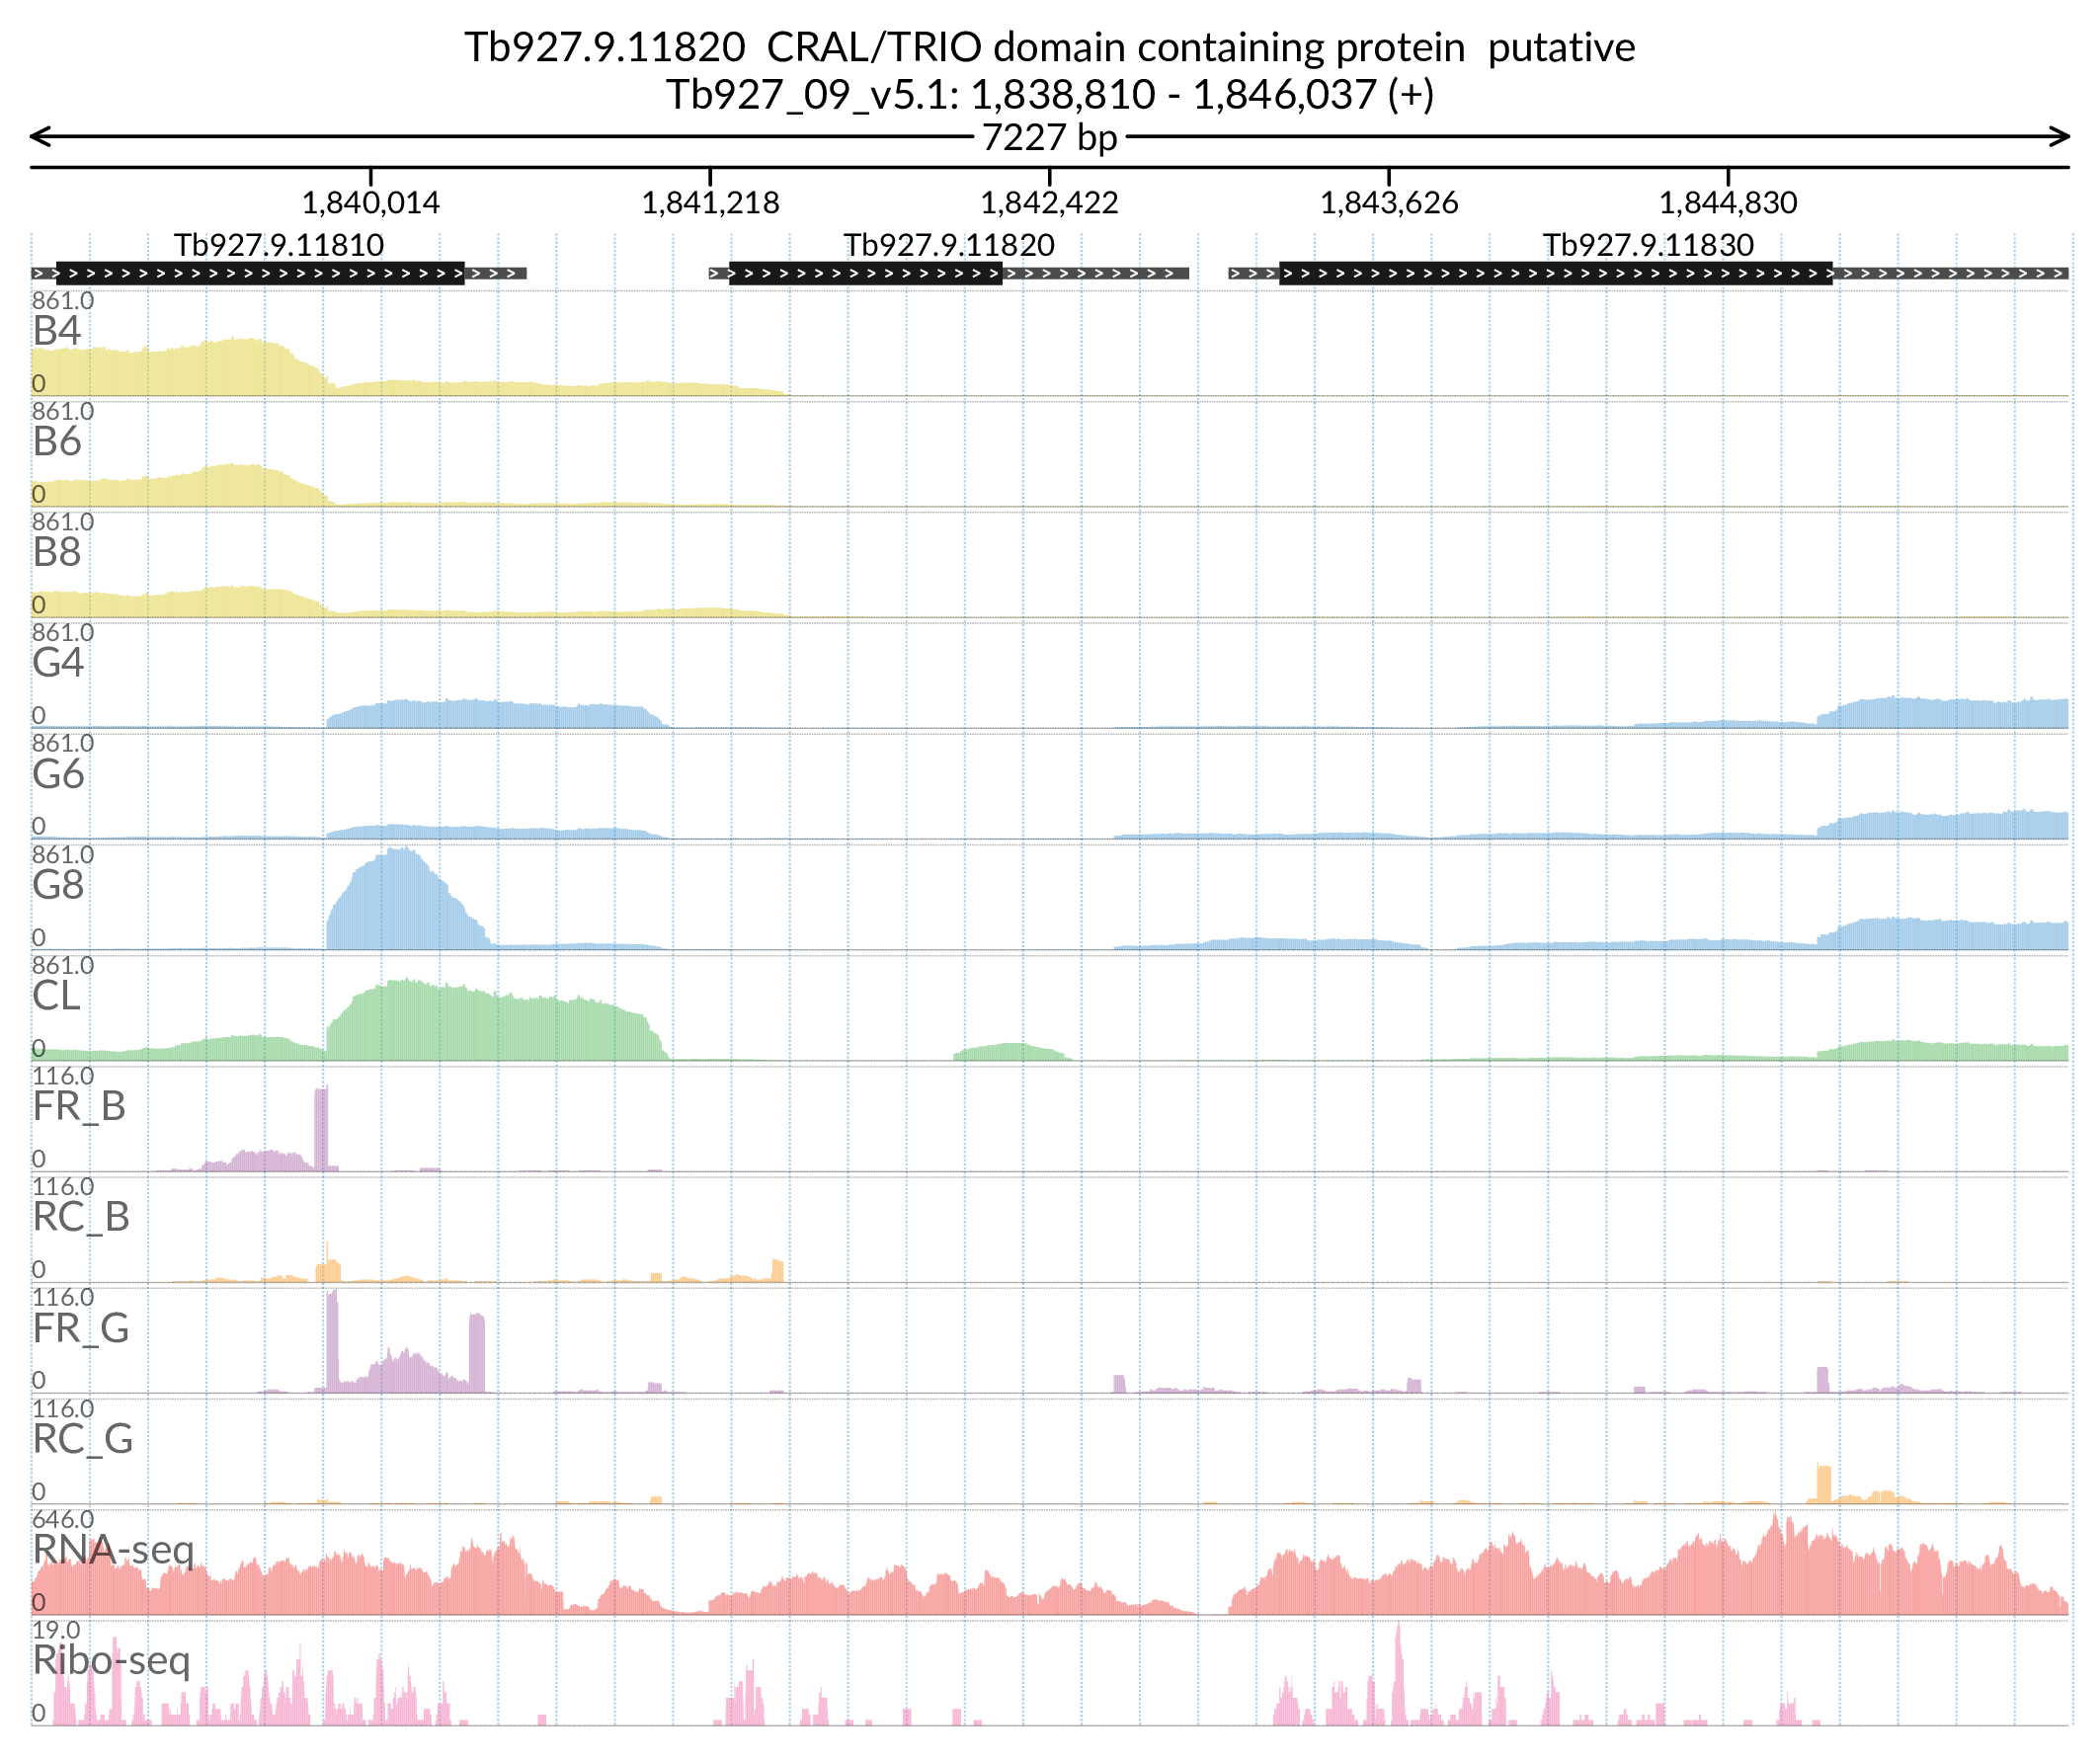 Tb927.9.11820  CRAL/TRIO domain containing protein  putative
Tb927_09_v5.1: 1,838,810 - 1,846,037 (+)
7227 bp
1,840,014 1,841,218 1,842,422 1,843,626 1,844,830
Tb927.9.11810 Tb927.9.11820 Tb927.9.11830
861.0
B4
0
861.0
B6
0
861.0
B8
0
861.0
G4
0
861.0
G6
0
861.0
G8
0
861.0
CL
0
116.0
FR_B
0
116.0
RC_B
0
116.0
FR_G
0
116.0
RC_G
0
646.0
RNA-seq
0
19.0
Ribo-seq
0